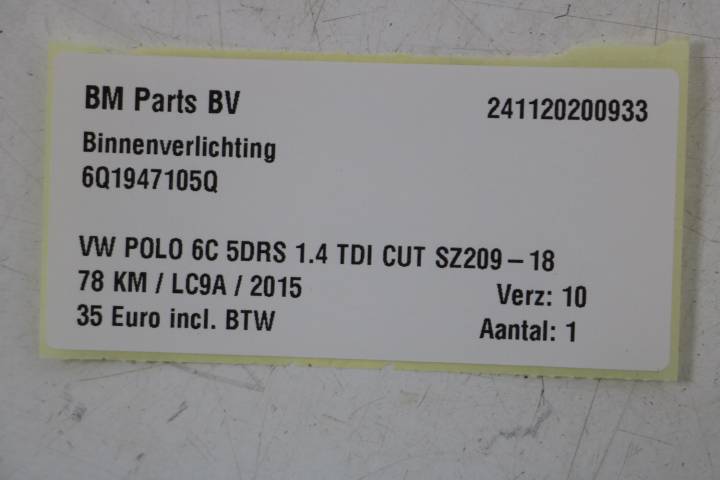 BM Parts BV 241120200933
Binnenverlichting
6Q1947105Q
VW POLO 6C 5DRS 1.4 TDI CUT SZ209-18
78 KM / LC9A / 2015 Verz: 10
35 Euro incl. BTW Aantal: 1